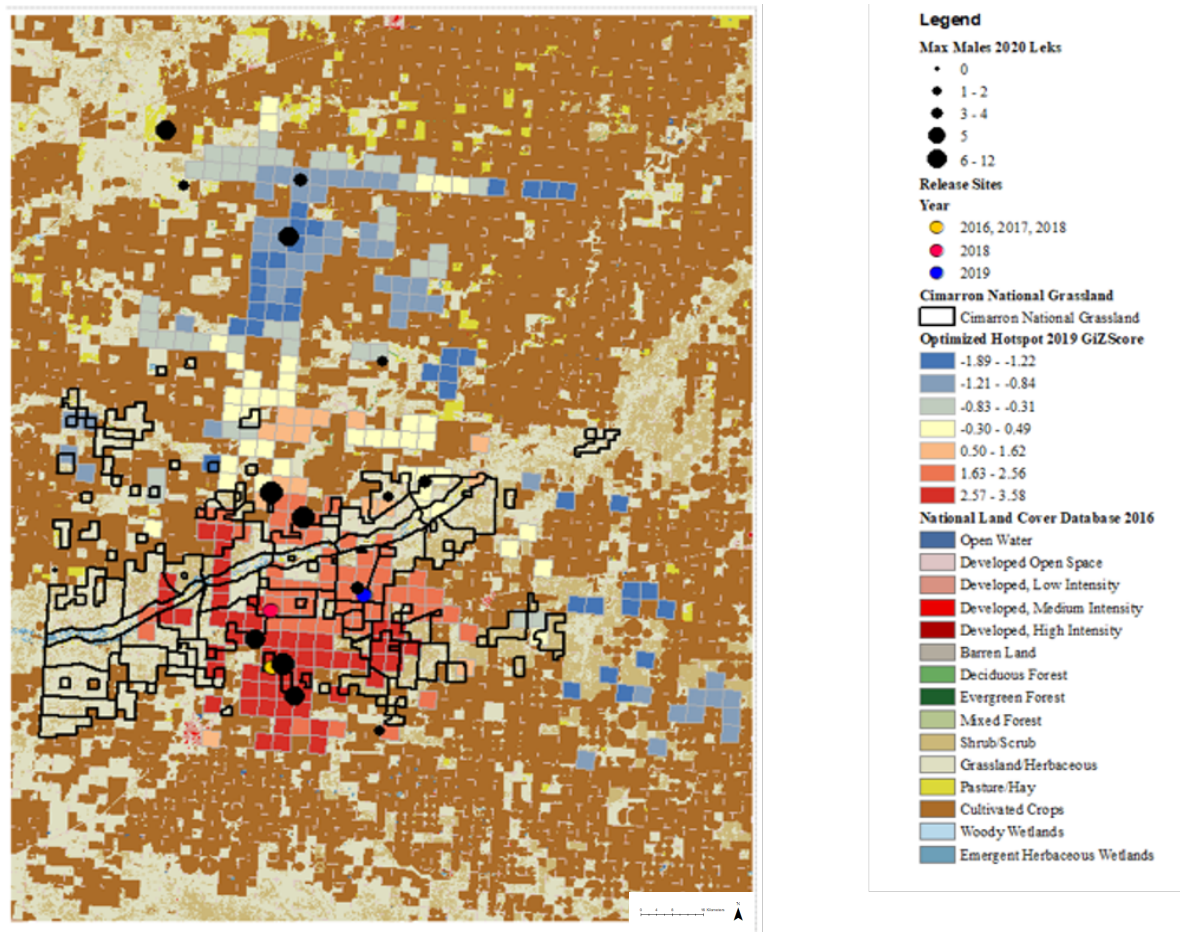 Legend
Max Males 2020 Leks
0
1 - 2
3 - 4
5
6 - 12
Release Sites
Year
2016, 2017, 2018
2018
2019
Cimarron National Grassland
Cimarron National Grassland
Optimized Hotspot 2019 GiZScore
-1.89 - -1.22
-1.21 - -0.84
-0.83 - -0.31
-0.30 - 0.49
0.50 - 1.62
1.63 - 2.56
2.57 - 3.58
National Land Cover Database 2016
Open Water
Developed Open Space
Developed, Low Intensity
Developed, Medium Intensity
Developed, High Intensity
Barren Land
Deciduous Forest
Evergreen Forest
Mixed Forest
Shrub/Scrub
Grassland/Herbaceous
Pasture/Hay
Cultivated Crops
Woody Wetlands
Emergent Herbaceous Wetlands